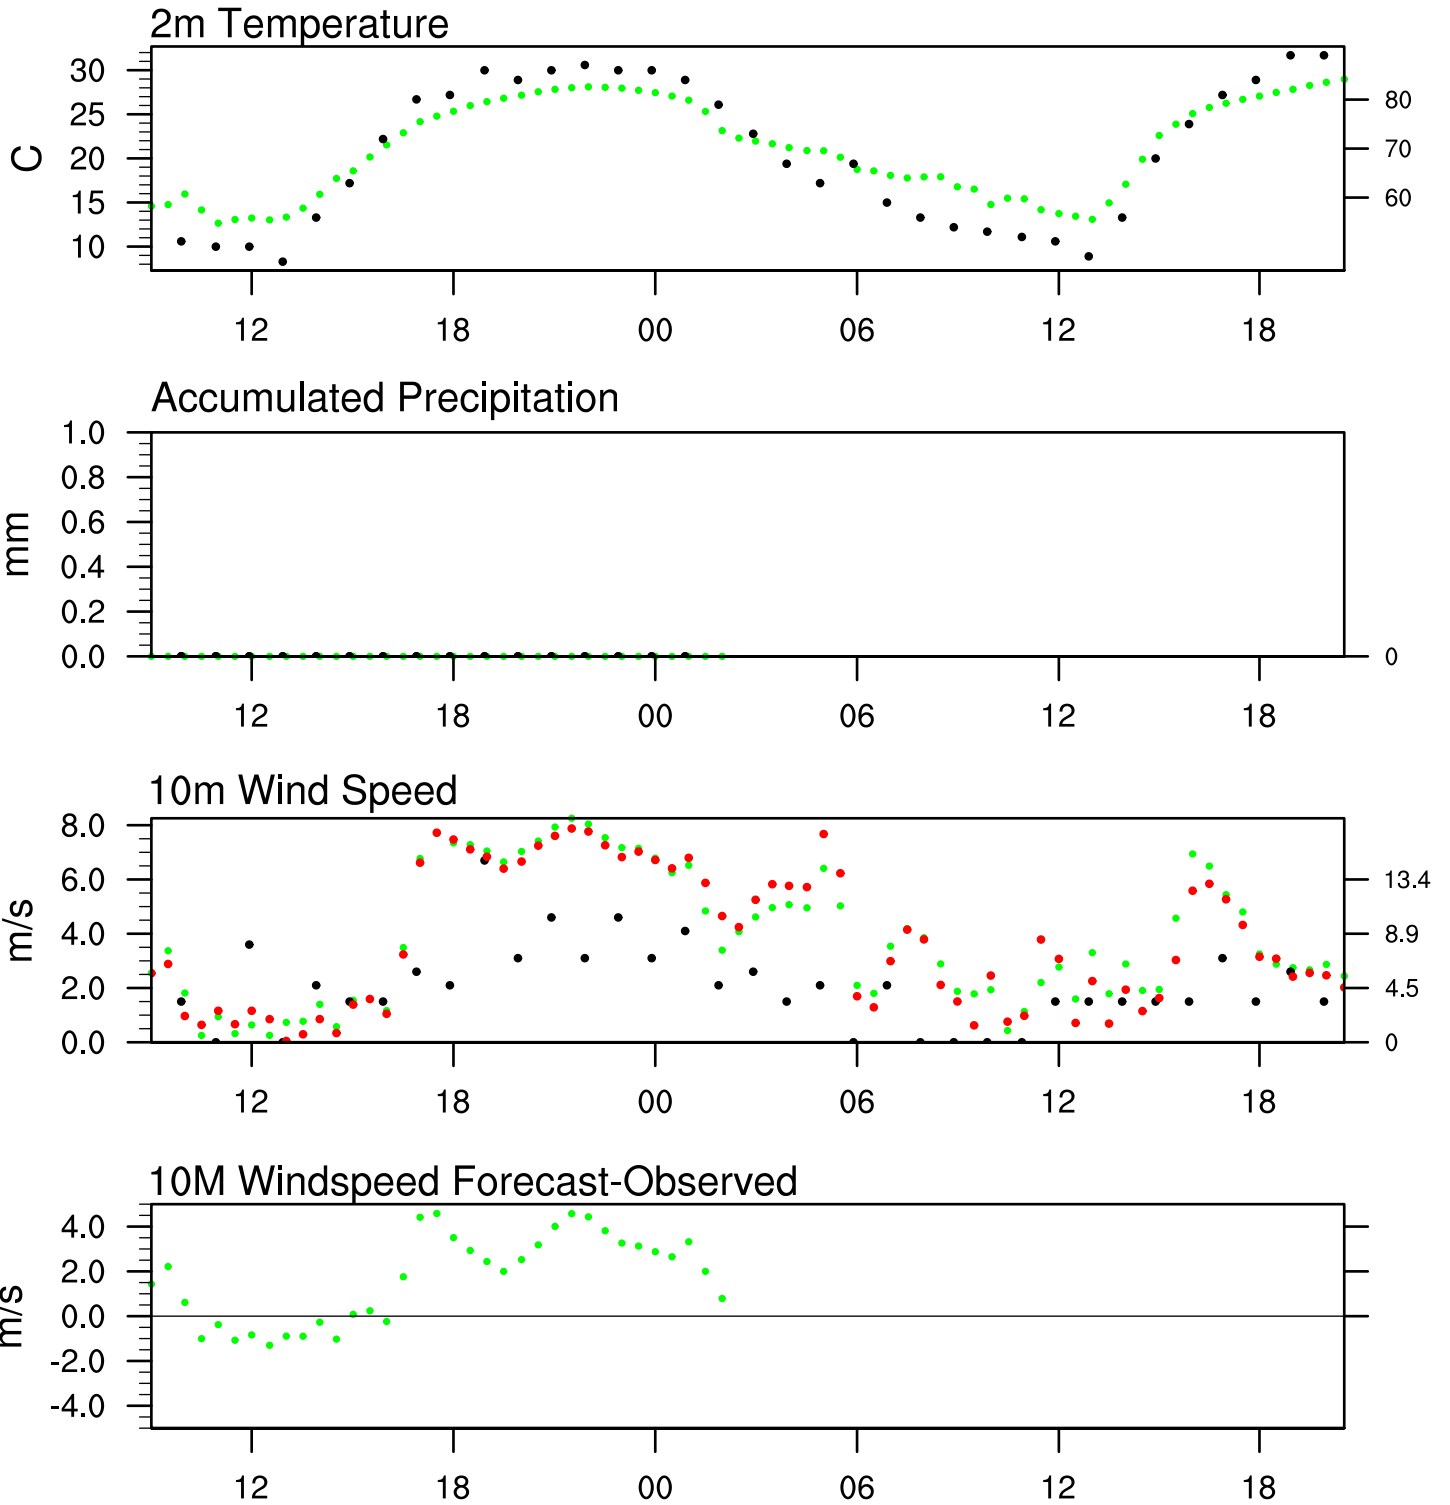 2m Temperature
30
25
20
15
10
C
80
70
60
12 18 00 06 12 18
Accumulated Precipitation
1.0
0.8
0.6
0.4
0.2
0.0
mm
0
12 18 00 06 12 18
10m Wind Speed
8.0
6.0
4.0
2.0
0.0
m/s
13.4
8.9
4.5
0
12 18 00 06 12 18
10M Windspeed Forecast-Observed
4.0
2.0
0.0
-2.0
-4.0
m/s
12 18 00 06 12 18